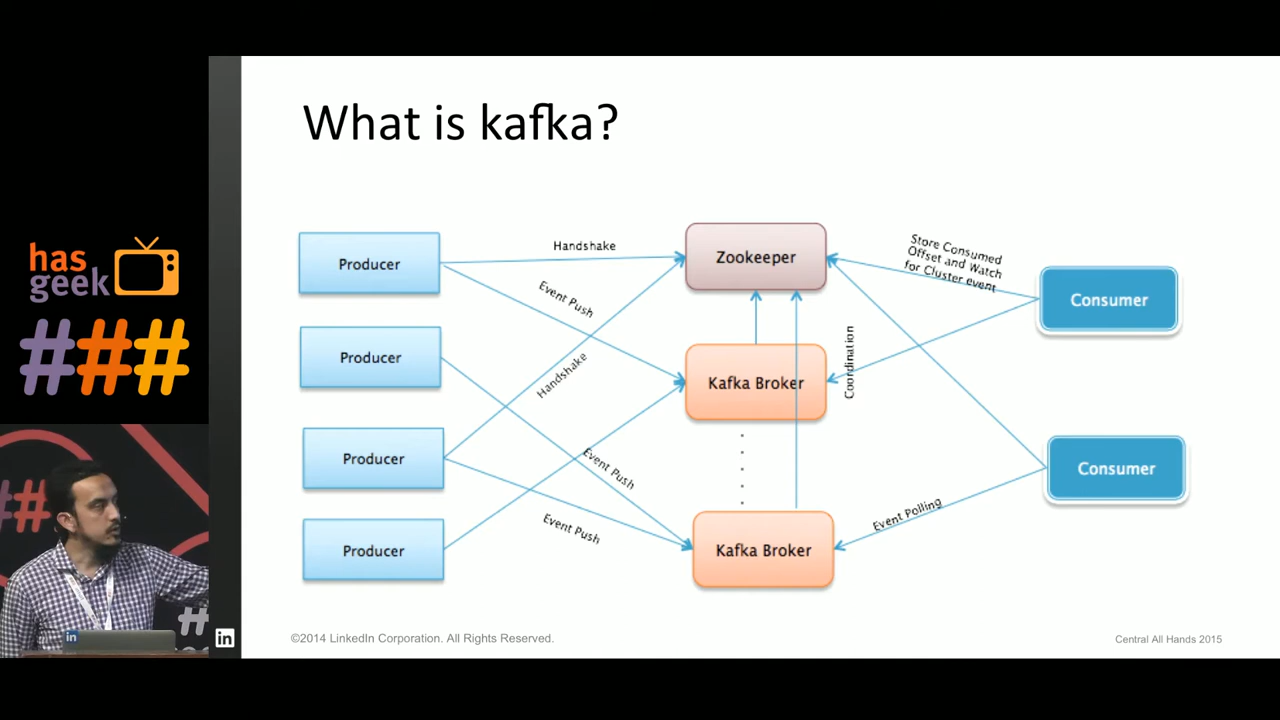 What is kafka?
has
geek
###
Producer
Producer
Producer
Producer
Handshake
Event Push
Handshake
Event Push
Event Push
Zookeeper
Kafka Broker
Coordination
Kafka Broker
Store Consumed
Offset and Watch
for Cluster event
Consumer
Consumer
Event Polling
in
in
©2014 LinkedIn Corporation. All Rights Reserved.
Central All Hands 2015